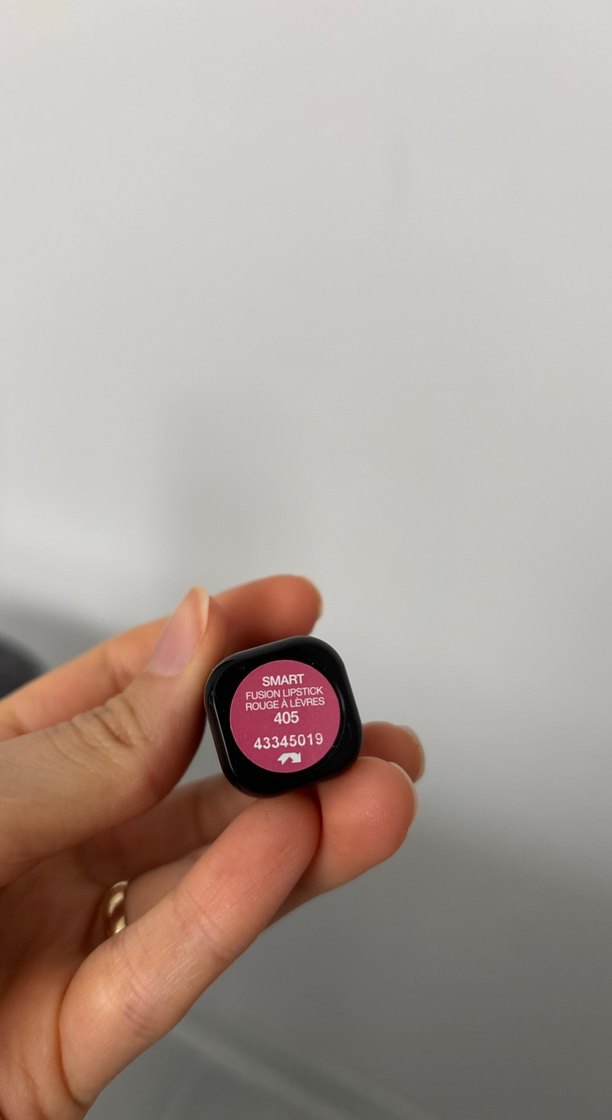 SMART
FUSION LIPSTICK
ROUGE À LÈVRES
405
43345019